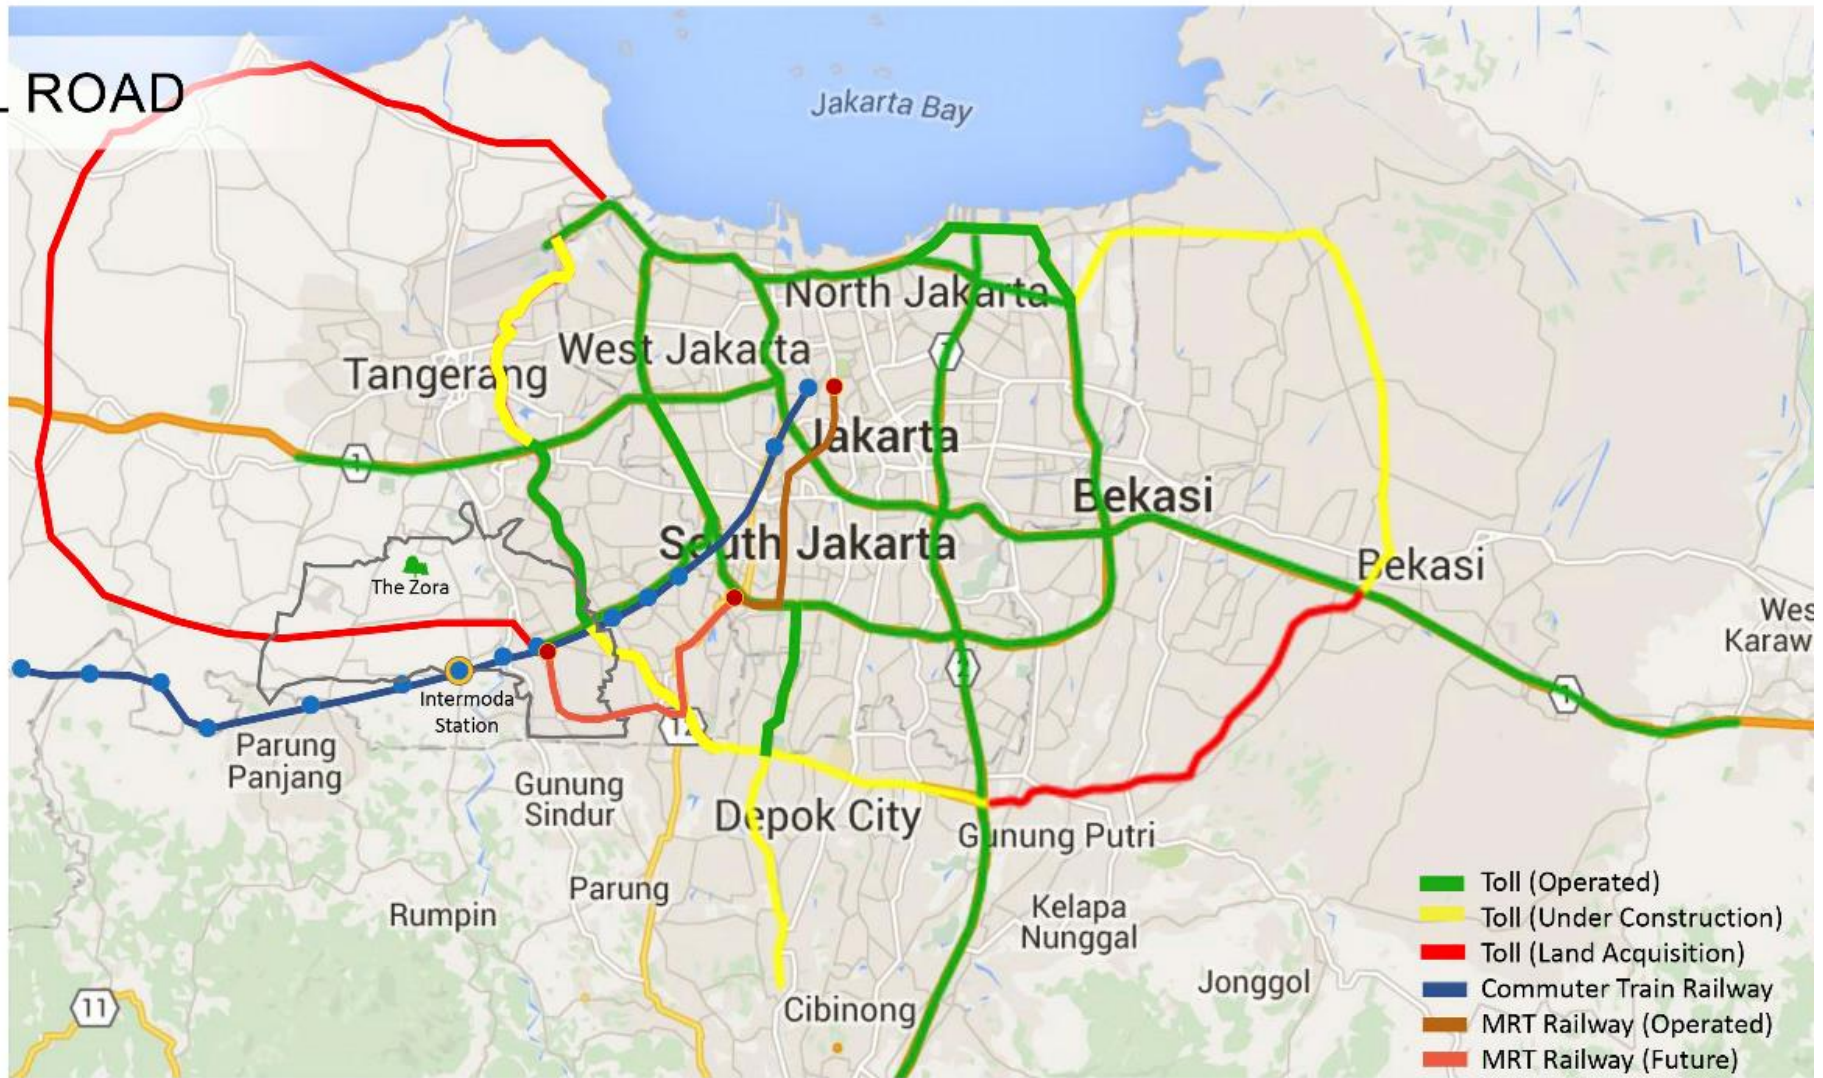 L ROAD
Jakarta Bay
North Jakarta
West Jakarta
Tangerang
1
Jakarta
Bekasi
South Jakarta
Bekasi
The Zora
Wes
Karaw
2
1
Intermoda
Station
12
Parung
Panjang
Gunung
Sindur
Depok City
Gunung Putri
Parung
Rumpin
Kelapa
Nunggal
Jonggol
11
Cibinong
Toll (Operated)
Toll (Under Construction)
Toll (Land Acquisition)
Commuter Train Railway
MRT Railway (Operated)
MRT Railway (Future)